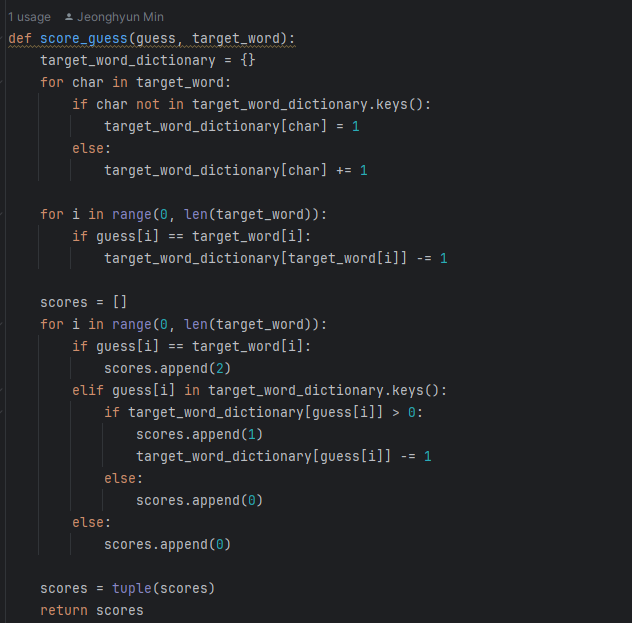 1 usage   Jeonghyun Min
def score_guess(guess, target_word):
    target_word_dictionary = {}
    for char in target_word:
        if char not in target_word_dictionary.keys():
            target_word_dictionary[char] = 1
        else:
            target_word_dictionary[char] += 1

    for i in range(0, len(target_word)):
        if guess[i] == target_word[i]:
            target_word_dictionary[target_word[i]] -= 1

    scores = []
    for i in range(0, len(target_word)):
        if guess[i] == target_word[i]:
            scores.append(2)
        elif guess[i] in target_word_dictionary.keys():
            if target_word_dictionary[guess[i]] > 0:
                scores.append(1)
                target_word_dictionary[guess[i]] -= 1
            else:
                scores.append(0)
        else:
            scores.append(0)

    scores = tuple(scores)
    return scores